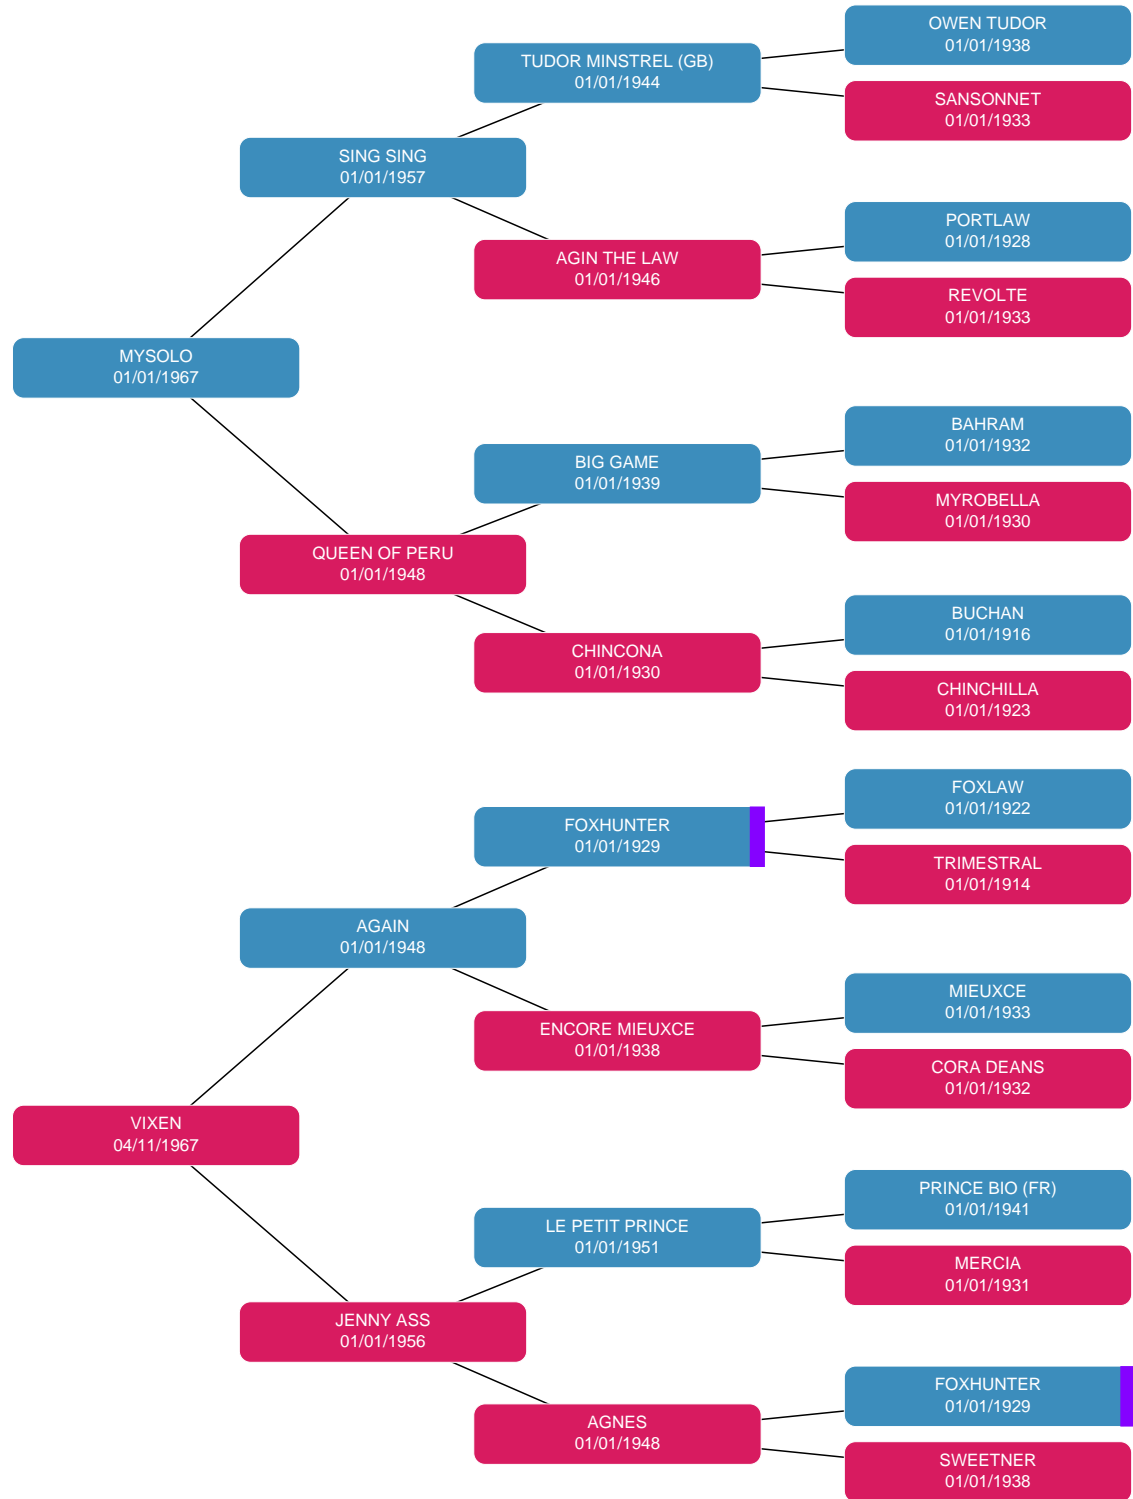 OWEN TUDOR
01/01/1938
TUDOR MINSTREL (GB)
01/01/1944
SANSONNET
01/01/1933
SING SING
01/01/1957
PORTLAW
01/01/1928
AGIN THE LAW
01/01/1946
REVOLTE
01/01/1933
MYSOLO
01/01/1967
BAHRAM
01/01/1932
BIG GAME
01/01/1939
MYROBELLA
01/01/1930
QUEEN OF PERU
01/01/1948
BUCHAN
01/01/1916
CHINCONA
01/01/1930
CHINCHILLA
01/01/1923
FOXLAW
01/01/1922
FOXHUNTER
01/01/1929
TRIMESTRAL
01/01/1914
AGAIN
01/01/1948
MIEUXCE
01/01/1933
ENCORE MIEUXCE
01/01/1938
CORA DEANS
01/01/1932
VIXEN
04/11/1967
PRINCE BIO (FR)
01/01/1941
LE PETIT PRINCE
01/01/1951
MERCIA
01/01/1931
JENNY ASS
01/01/1956
FOXHUNTER
01/01/1929
AGNES
01/01/1948
SWEETNER
01/01/1938